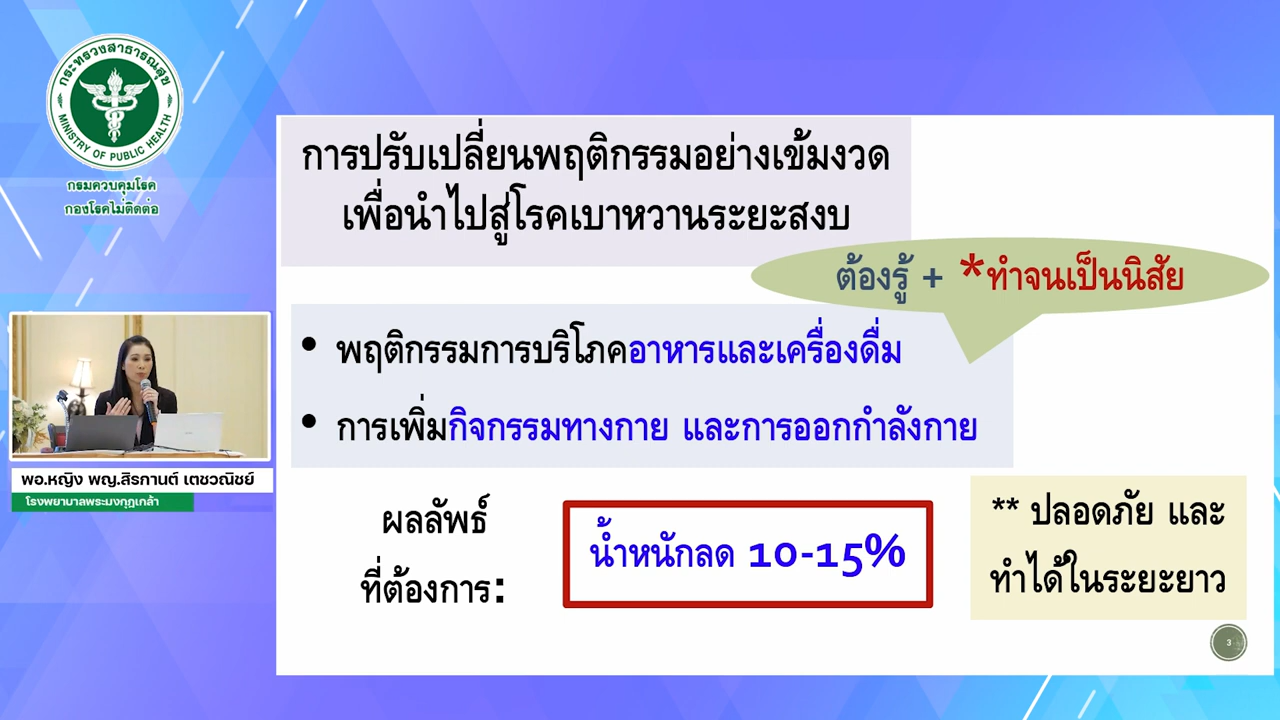 กระทรวงสาธารณสุข
MINISTRY OF PUBLIC HEALTH
กรมควบคุมโรค
กองโรคไม่ติดต่อ
การปรับเปลี่ยนพฤติกรรมอย่างเข้มงวด
เพื่อนำไปสู่โรคเบาหวานระยะสงบ
ต้องรู้ + *ทำจนเป็นนิสัย
• พฤติกรรมการบริโภคอาหารและเครื่องดื่ม
• การเพิ่มกิจกรรมทางกาย และการออกกำลังกาย
พอ.หญิง พญ.สิรกานต์ เตชวณิชย์
โรงพยาบาลพระมงกุฎเกล้า
ผลลัพธ์
ที่ต้องการ:
น้ำหนักลด 10-15%
** ปลอดภัย และ
ทำได้ในระยะยาว
3